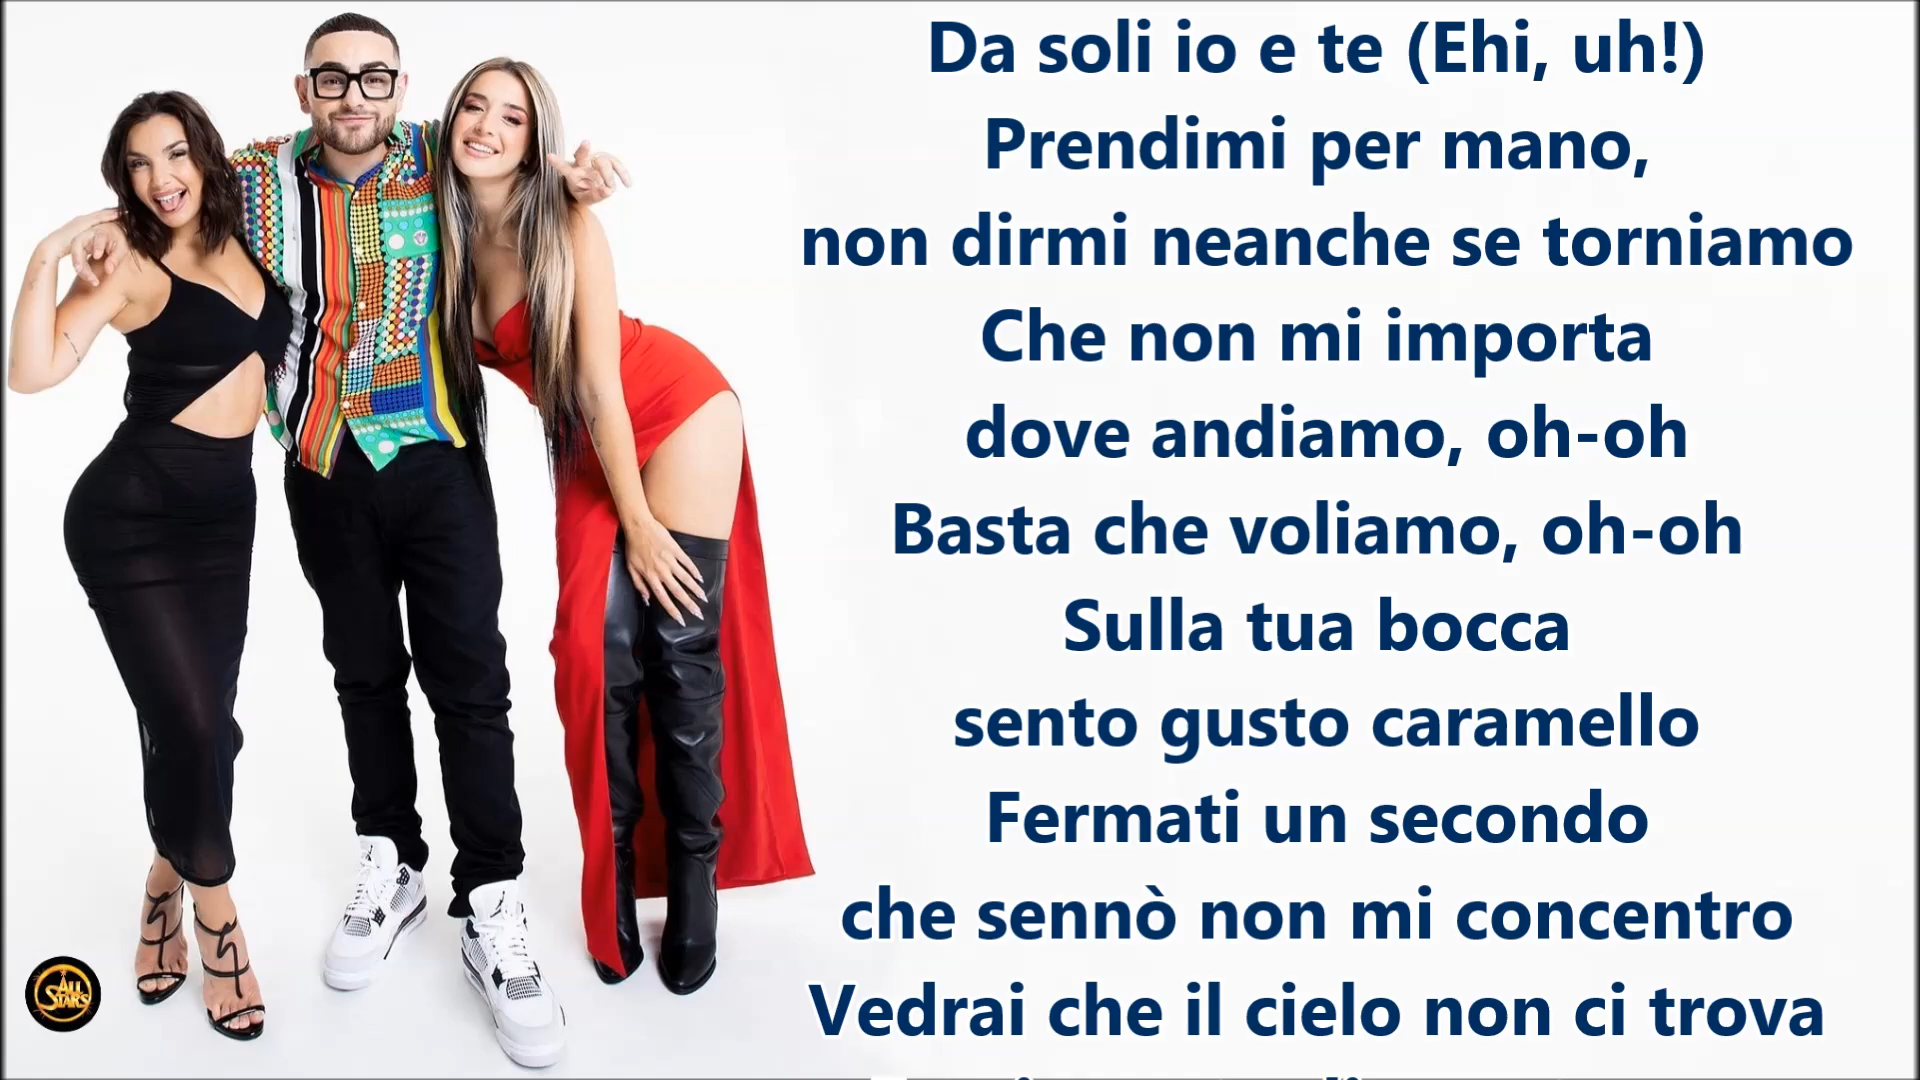 Da soli io e te (Ehi, uh!)
Prendimi per mano,
non dirmi neanche se torniamo
Che non mi importa
dove andiamo, oh-oh
Basta che voliamo, oh-oh
Sulla tua bocca
sento gusto caramello
Fermati un secondo
che sennò non mi concentro
Vedrai che il cielo non ci trova
ALL
STARS